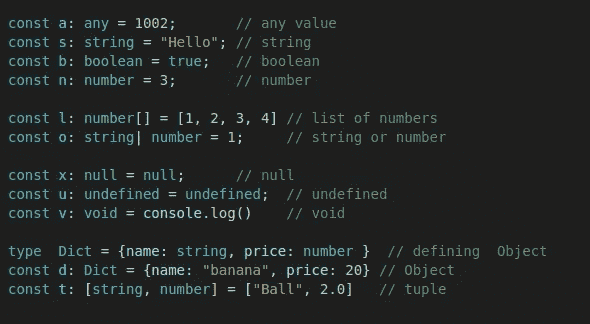 const a: any = 1002;       // any value
const s: string = "Hello"; // string
const b: boolean = true;   // boolean
const n: number = 3;       // number
const l: number[] = [1, 2, 3, 4] // list of numbers
const o: string| number = 1;     // string or number
const x: null = null;      // null
const u: undefined = undefined;  // undefined
const v: void = console.log()    // void
type  Dict = {name: string, price: number }  // defining  Object
const d: Dict = {name: "banana", price: 20} // Object
const t: [string, number] = ["Ball", 2.0]   // tuple